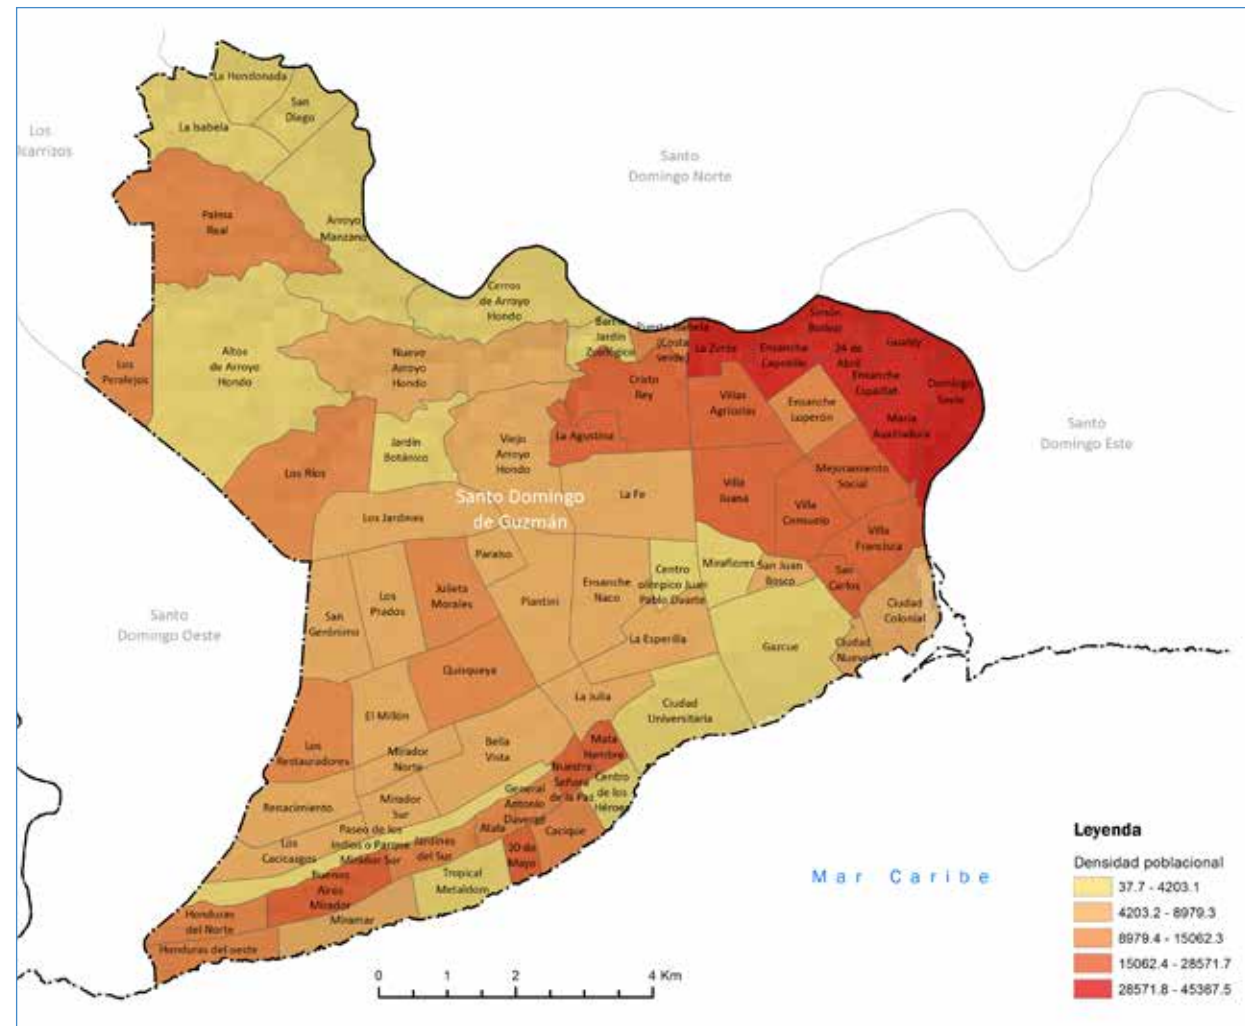 La Hondonada
San
Diego
La Isabela
Los
lcarrizos
Santo
Domingo Norte
Palma
Real
Arroyo
Manzano
Cerros
de Arroyo
Hondo
Barrio
Jardín
Zoológico
Puerto Isabela
(Costa
verde)
Simón
Bolívar
La Zurza
Ensanche
Capotillo
24 de
Abril
Gualey
Ensanche
Espaillat
Domingo
Savio
Los
Peralejos
Altos
de Arroyo
Hondo
Nuevo
Arroyo
Hondo
Cristo
Rey
Villas
Agrícolas
Ensanche
Luperón
María
Auxiliadora
Santo
Domingo Este
Los Ríos
Jardín
Botánico
Viejo
Arroyo
Hondo
La Agustina
La Fe
Villa
Juana
Mejoramiento
Social
Villa
Consuelo
Villa
Francisca
Santo Domingo
de Guzmán
Los Jardines
Paraíso
Julieta
Morales
Los
Prados
San
Gerónimo
Piantini
Ensanche
Naco
Centro
olímpico Juan
Pablo Duarte
Miraflores
San Juan
Bosco
San
Carlos
Ciudad
Colonial
Santo
Domingo Oeste
La Esperilla
Gazcue
Ciudad
Nueva
Quisqueya
La Julia
Ciudad
Universitaria
El Millón
Los
Restauradores
Mirador
Norte
Bella
Vista
Mata
Hambre
Nuestra
Señora
de la Paz
Centro
de los
Héroes
Renacimiento
Mirador
Sur
General
Antonio
Duvergé
Los
Cacicazgos
Paseo de los
Indios o Parque
Mirador Sur
Jardines
del Sur
Atala
30 de
Mayo
Cacique
Buenos
Aires
Mirador
Tropical
Metaldom
Honduras
del Norte
Miramar
Honduras del oeste
Mar Caribe
0 1 2 4 Km
Leyenda
Densidad poblacional
37.7 - 4203.1
4203.2 - 8979.3
8979.4 - 15062.3
15062.4 - 28571.7
28571.8 - 45367.5